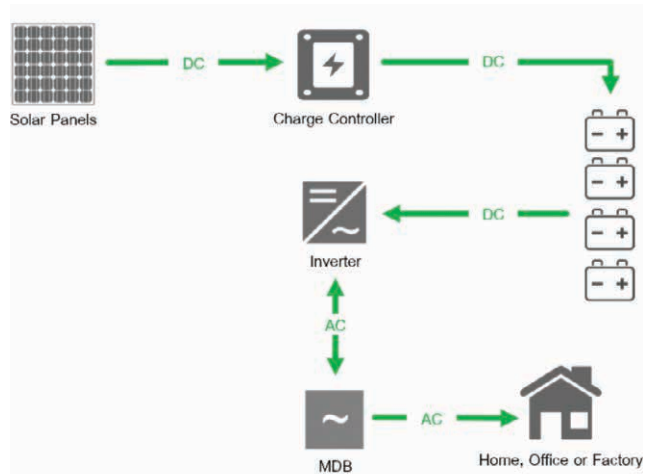 DC
DC
Solar Panels
Charge Controller
DC
Inverter
AC
AC
MDB
Home, Office or Factory